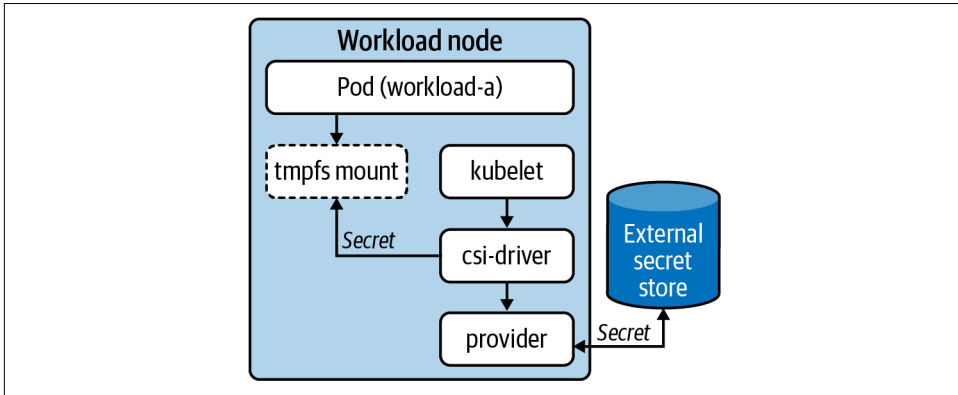 Workload node
Pod (workload-a)
tmpfs mount
kubelet
Secret
csi-driver
External
secret
store
provider
Secret